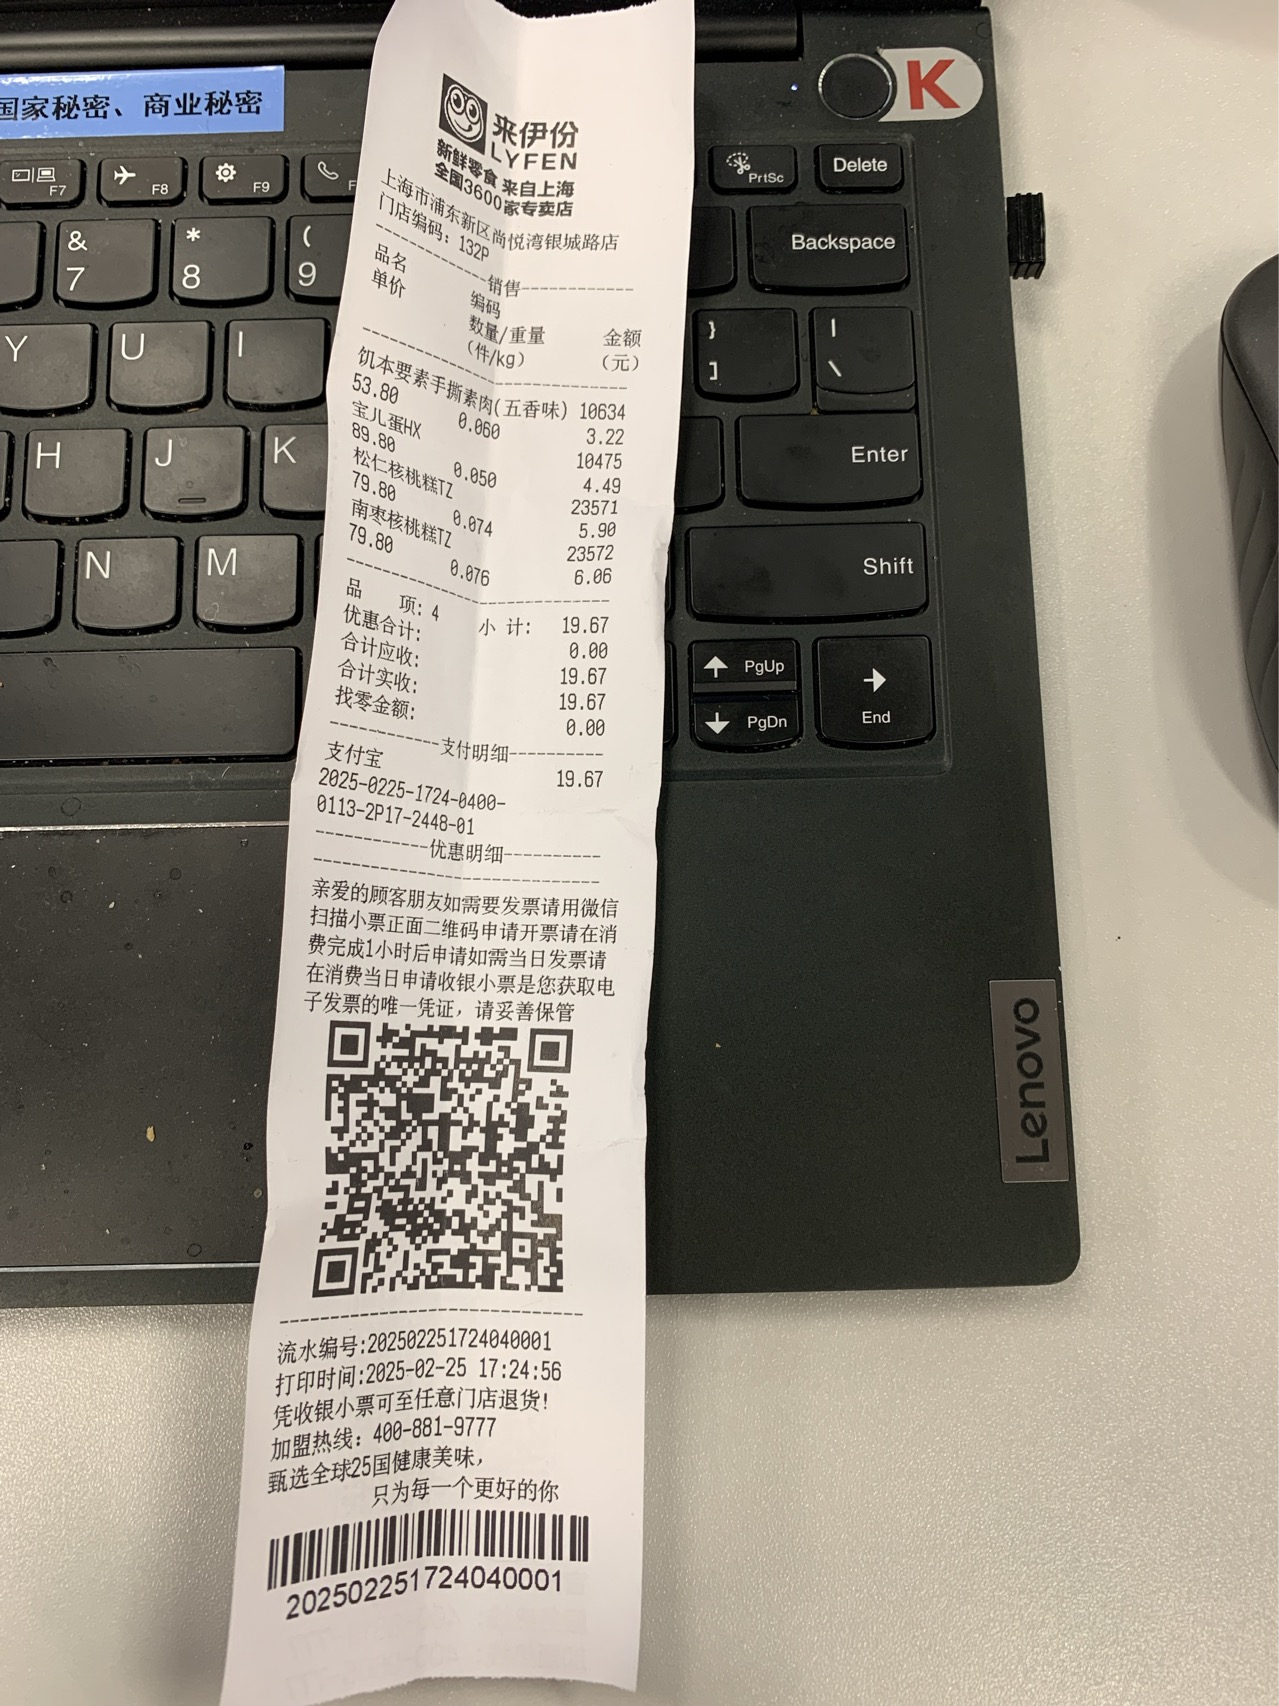 国家秘密、商业秘密
K
F7
F8
F9
F
PrtSc
Delete
&
7
*
8
(
9
Backspace
Y
U
I
}
]
|
\
H
J
K
Enter
N
M
Shift
PgUp
PgDn
End
Lenovo
来伊份
LYFEN
新鲜零食 来自上海
全国3600家专卖店
上海市浦东新区尚悦湾银城路店
门店编码: 132P
------------销售------------
品名 编码 金额
单价 数量/重量 (元)
(件/kg)
饥本要素手撕素肉(五香味) 10634
53.80 0.060 3.22
宝儿蛋HX 10475
89.80 0.050 4.49
松仁核桃糕TZ 23571
79.80 0.074 5.90
南枣核桃糕TZ 23572
79.80 0.076 6.06
品 项: 4 小 计: 19.67
优惠合计: 0.00
合计应收: 19.67
合计实收: 19.67
找零金额: 0.00
----------支付明细----------
支付宝 19.67
2025-0225-1724-0400-
0113-2P17-2448-01
----------优惠明细----------
亲爱的顾客朋友如需要发票请用微信
扫描小票正面二维码申请开票请在消
费完成1小时后申请如需当日发票请
在消费当日申请收银小票是您获取电
子发票的唯一凭证，请妥善保管
流水编号:202502251724040001
打印时间:2025-02-25 17:24:56
凭收银小票可至任意门店退货!
加盟热线: 400-881-9777
甄选全球25国健康美味，
只为每一个更好的你
202502251724040001